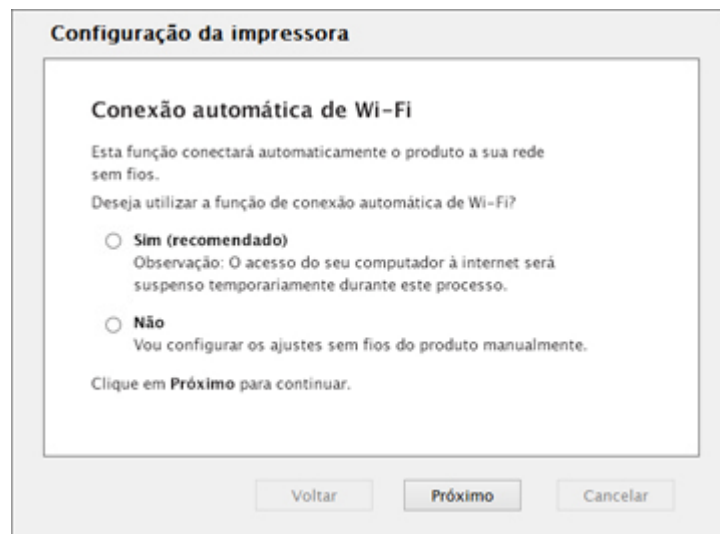 Configuração da impressora
Conexão automática de Wi-Fi
Esta função conectará automaticamente o produto a sua rede
sem fios.
Deseja utilizar a função de conexão automática de Wi-Fi?
Sim (recomendado)
Observação: O acesso do seu computador à internet será
suspenso temporariamente durante este processo.
Não
Vou configurar os ajustes sem fios do produto manualmente.
Clique em Próximo para continuar.
Voltar Próximo Cancelar